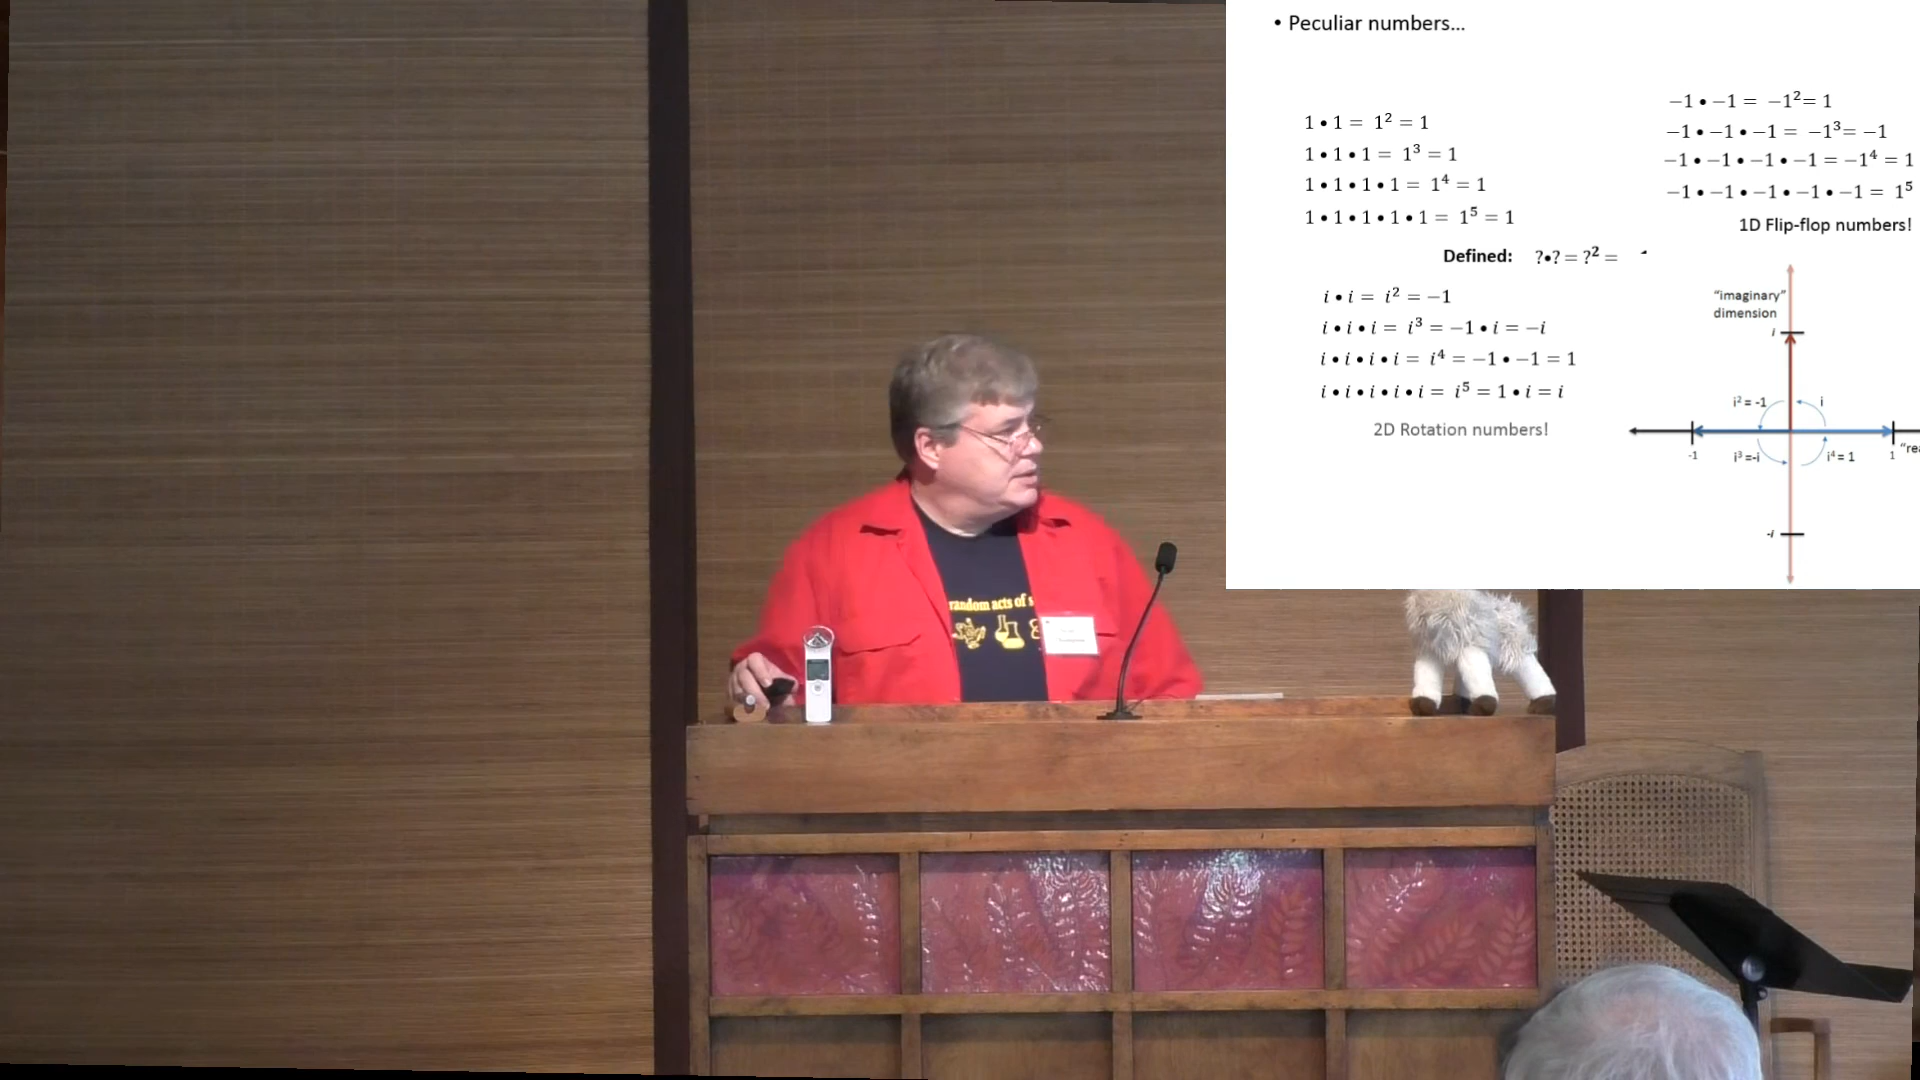 • Peculiar numbers...
1 • 1 = 1² = 1
1 • 1 • 1 = 1³ = 1
1 • 1 • 1 • 1 = 1⁴ = 1
1 • 1 • 1 • 1 • 1 = 1⁵ = 1
−1 • −1 = −1²= 1
−1 • −1 • −1 = −1³= −1
−1 • −1 • −1 • −1 = −1⁴ = 1
−1 • −1 • −1 • −1 • −1 = 1⁵
1D Flip-flop numbers!
Defined: ?•? = ?² =
i • i = i² = −1
i • i • i = i³ = −1 • i = −i
i • i • i • i = i⁴ = −1 • −1 = 1
i • i • i • i • i = i⁵ = 1 • i = i
2D Rotation numbers!
"imaginary"
dimension
i
i² = -1
i
-1
i³ =-i
i⁴ = 1
1
"rea
-i
random acts of s